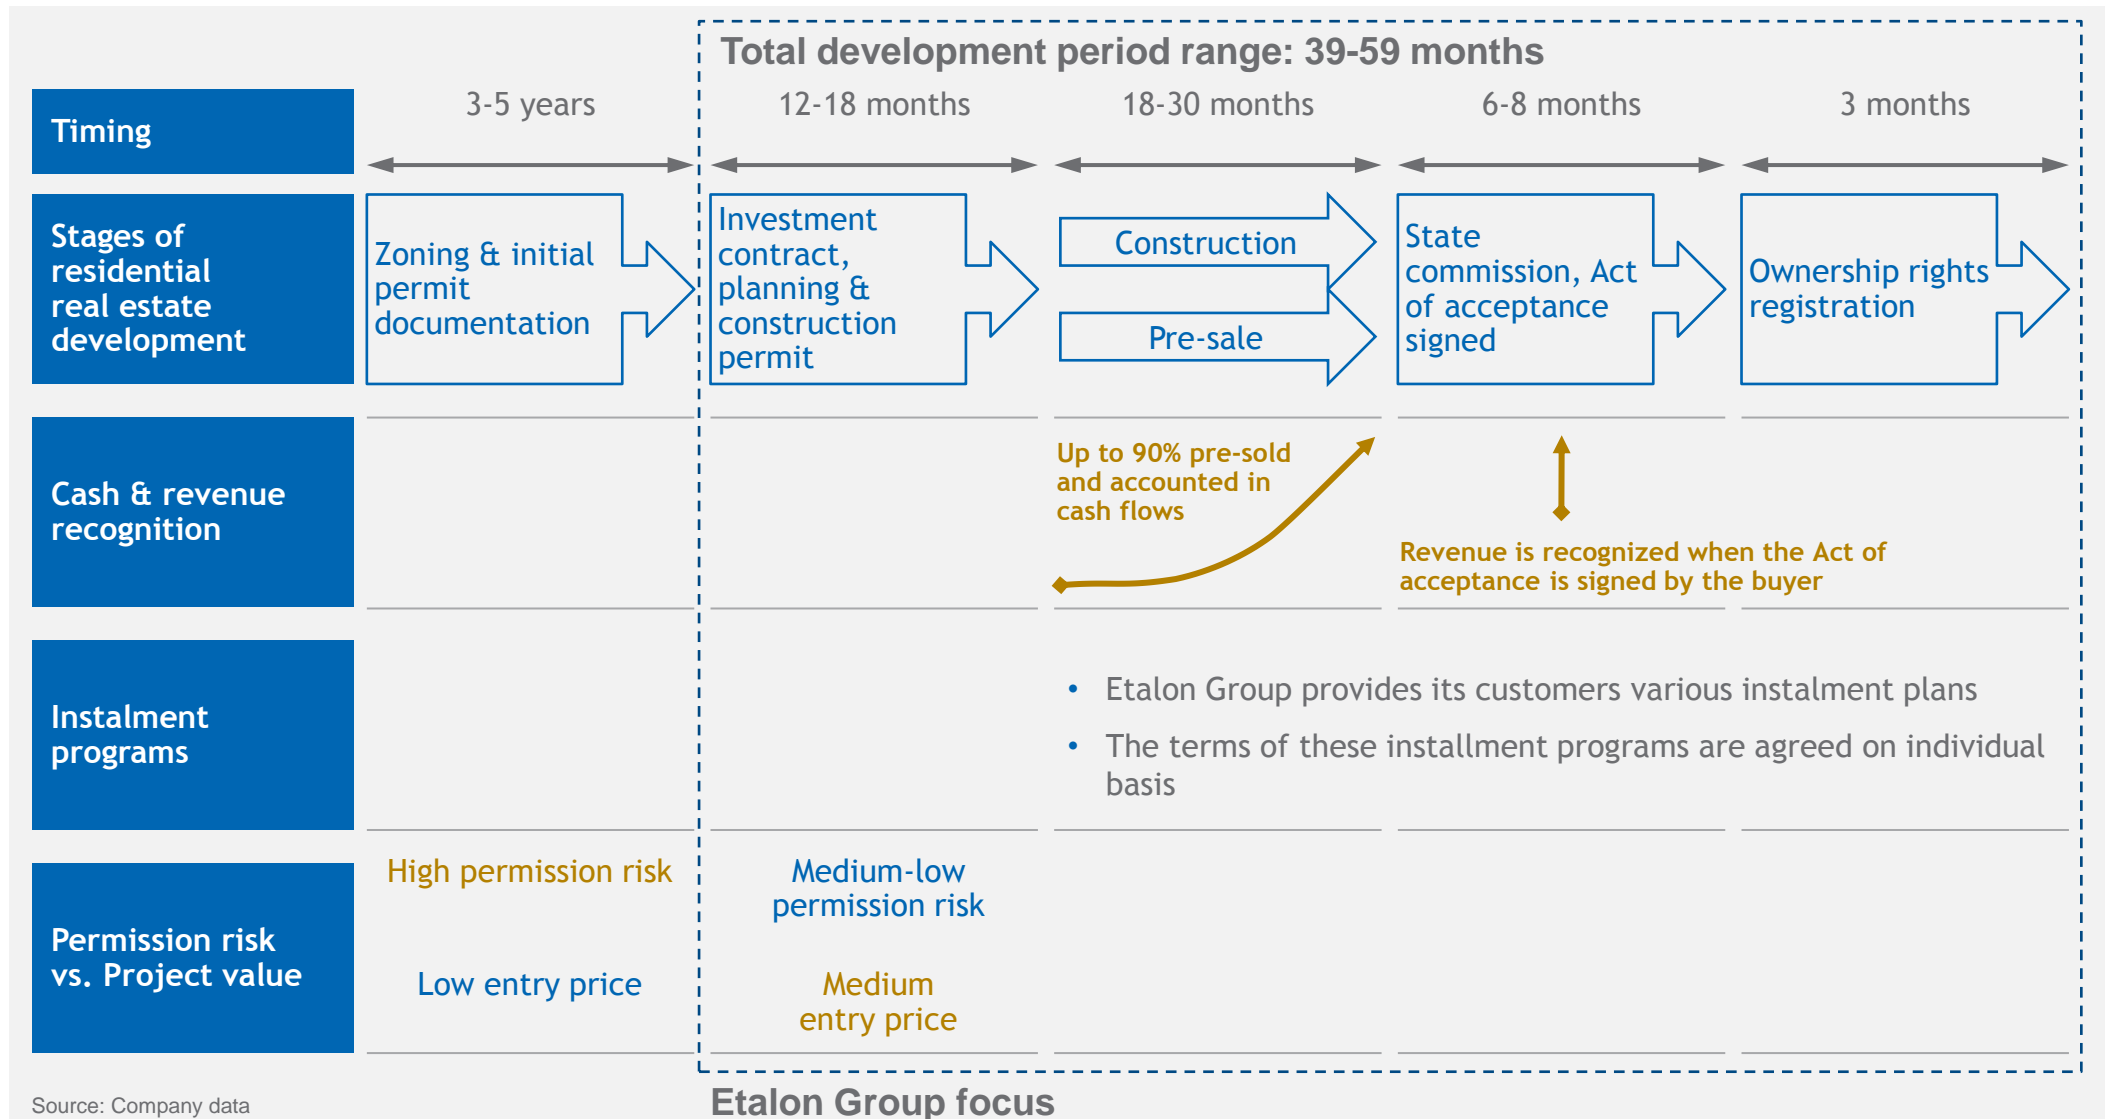 Total development period range: 39-59 months
Timing
3-5 years
12-18 months
18-30 months
6-8 months
3 months
Stages of
residential
real estate
development
Zoning & initial
permit
documentation
Investment
contract,
planning &
construction
permit
Construction
Pre-sale
State
commission, Act
of acceptance
signed
Ownership rights
registration
Cash & revenue
recognition
Up to 90% pre-sold
and accounted in
cash flows
Revenue is recognized when the Act of
acceptance is signed by the buyer
Instalment
programs
• Etalon Group provides its customers various instalment plans
• The terms of these installment programs are agreed on individual
basis
Permission risk
vs. Project value
High permission risk
Low entry price
Medium-low
permission risk
Medium
entry price
Source: Company data
Etalon Group focus